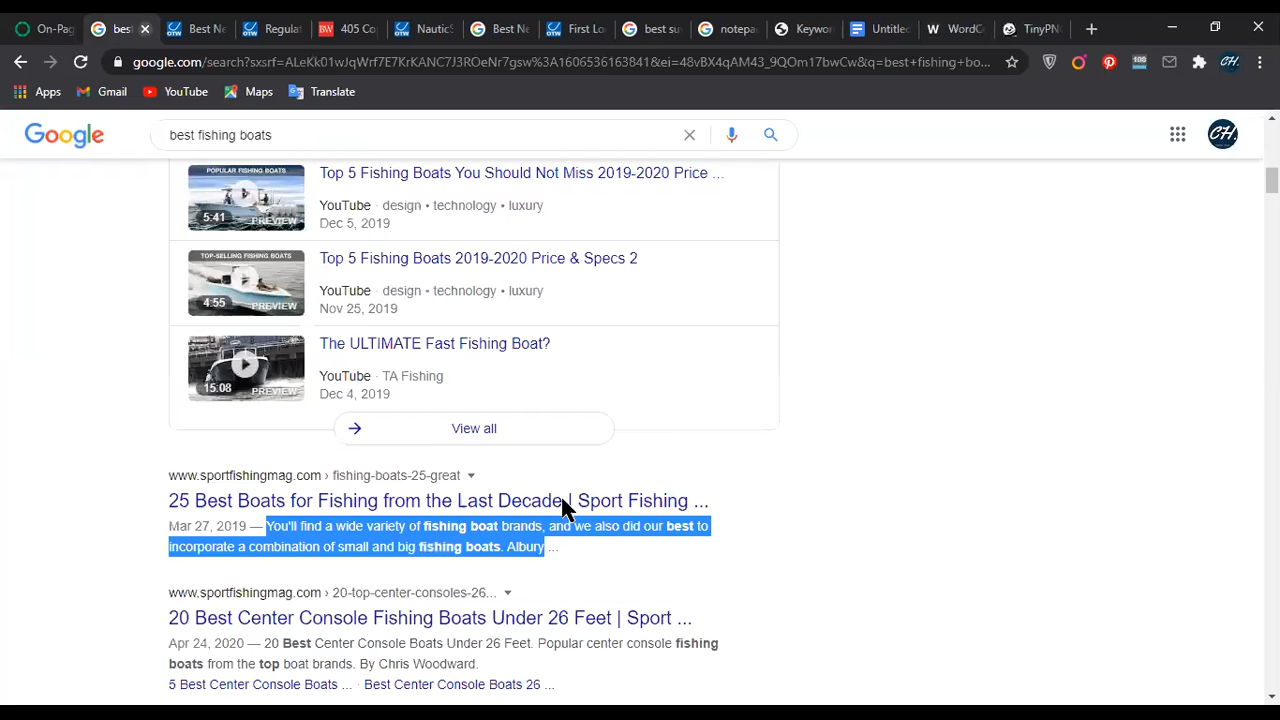 On-Pag
best
Best Ne
Regulat
405 Co
Nautic
Best Ne
First Lo
best su
notepa
Keywor
Untitlec
WordC
TinyPN
google.com/search?sxsrf=ALeKk01wJqWrf7E7KrKANC7J3ROeNr7gsw%3A1606536163841&ei=48vBX4qAM43_9QOm17bwCw&q=best+fishing+bo...
Apps
Gmail
YouTube
Maps
Translate
Google
best fishing boats
CH.
POPULAR FISHING BOATS
5:41
PREVIEW
Top 5 Fishing Boats You Should Not Miss 2019-2020 Price ...
YouTube · design • technology • luxury
Dec 5, 2019
TOP-SELLING FISHING BOATS
4:55
PREVIEW
Top 5 Fishing Boats 2019-2020 Price & Specs 2
YouTube · design • technology • luxury
Nov 25, 2019
15:08
PREVIEW
The ULTIMATE Fast Fishing Boat?
YouTube · TA Fishing
Dec 4, 2019
View all
www.sportfishingmag.com › fishing-boats-25-great
25 Best Boats for Fishing from the Last Decade | Sport Fishing ...
Mar 27, 2019 — You'll find a wide variety of fishing boat brands, and we also did our best to
incorporate a combination of small and big fishing boats. Albury ...
www.sportfishingmag.com › 20-top-center-consoles-26...
20 Best Center Console Fishing Boats Under 26 Feet | Sport ...
Apr 24, 2020 — 20 Best Center Console Boats Under 26 Feet. Popular center console fishing
boats from the top boat brands. By Chris Woodward.
5 Best Center Console Boats ... · Best Center Console Boats 26 ...